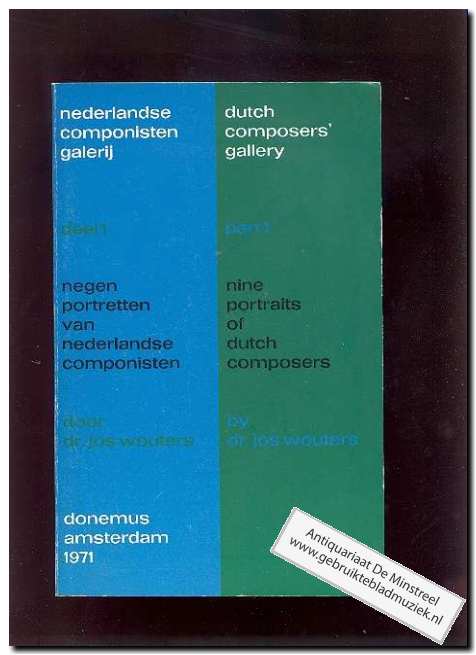 nederlandse
componisten
galerij
deel 1
negen
portretten
van
nederlandse
componisten
door
dr. jos wouters
donemus
amsterdam
1971
dutch
composers'
gallery
part 1
nine
portraits
of
dutch
composers
by
dr. jos wouters
Antiquariaat De Minstreel
www.gebruiktebladmuziek.nl